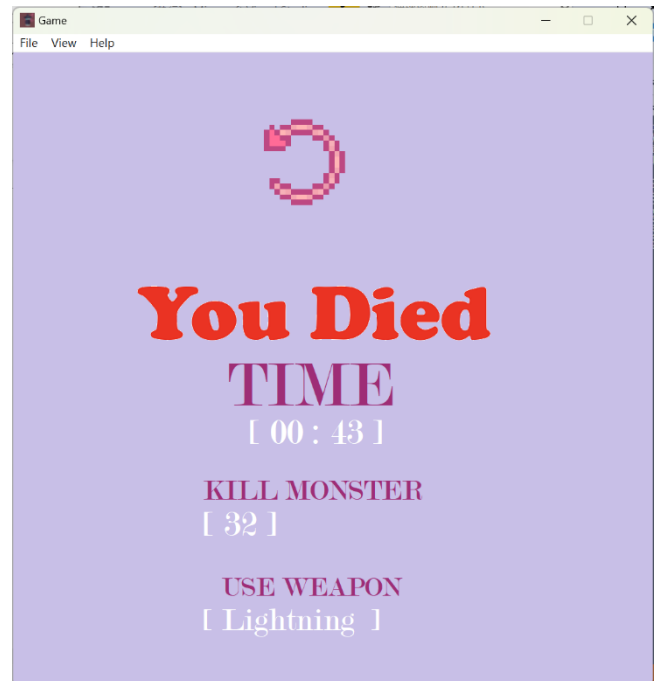 Game
File View Help
You Died
TIME
[ 00 : 43 ]
KILL MONSTER
[ 32 ]
USE WEAPON
[ Lightning ]